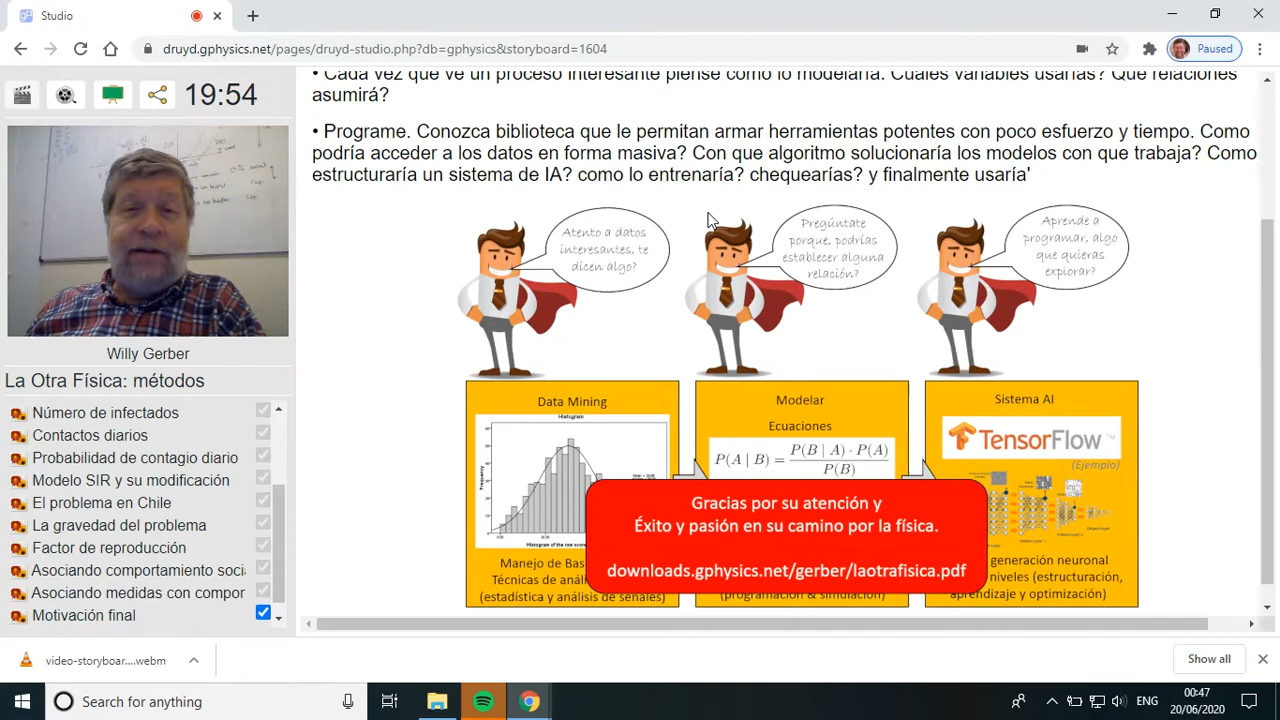 Studio
druyd.gphysics.net/pages/druyd-studio.php?db=gphysics&storyboard=1604
Paused
19:54
Willy Gerber
La Otra Física: métodos
Número de infectados
Contactos diarios
Probabilidad de contagio diario
Modelo SIR y su modificación
El problema en Chile
La gravedad del problema
Factor de reproducción
Asociando comportamiento soci
Asociando medidas con compor
Motivación final
• Cada vez que ve un proceso interesante piense como lo modelaría. Cuales variables usarías? Que relaciones
asumirá?
• Programe. Conozca biblioteca que le permitan armar herramientas potentes con poco esfuerzo y tiempo. Como
podría acceder a los datos en forma masiva? Con que algoritmo solucionaría los modelos con que trabaja? Como
estructuraría un sistema de IA? como lo entrenaría? chequearías? y finalmente usaría'
Atento a datos
interesantes, te
dicen algo?
Pregúntate
porque, podrías
establecer alguna
relación?
Aprende a
programar, algo
que quieras
explorar?
Data Mining
Histogram
Frequency
Histogram of the raw scor
Manejo de Bas
Técnicas de anál
(estadística y análisis de señales)
Modelar
Ecuaciones
P(A | B) = P(B | A) · P(A) / P(B)
(programación & simulación)
Sistema AI
TensorFlow™
(Ejemplo)
generación neuronal
niveles (estructuración,
aprendizaje y optimización)
Gracias por su atención y
Éxito y pasión en su camino por la física.
downloads.gphysics.net/gerber/laotrafisica.pdf
video-storyboar....webm
Show all
Search for anything
ENG
00:47
20/06/2020